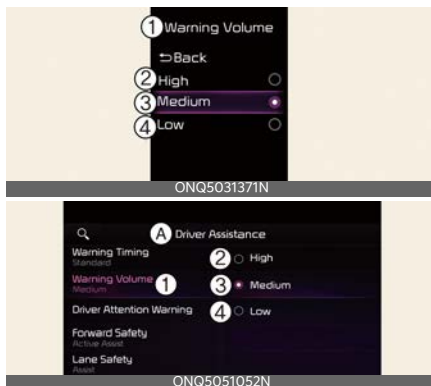 ① Warning Volume
⮌Back
② High
③ Medium
④ Low
ONQ5031371N
Ⓐ Driver Assistance
Warning Timing
Standard
② High
Warning Volume ①
Medium
③ Medium
Driver Attention Warning
④ Low
Forward Safety
Active Assist
Lane Safety
Assist
ONQ5051052N